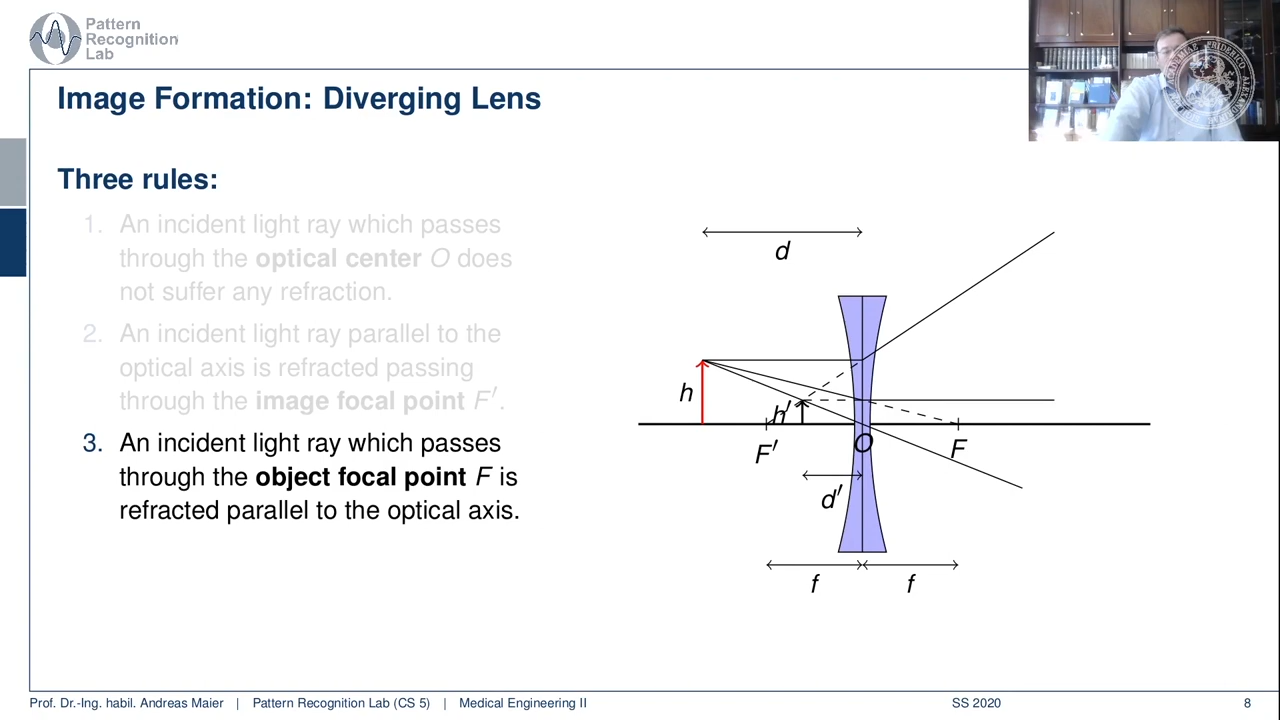 Pattern
Recognition
Lab
Image Formation: Diverging Lens
Three rules:
1. An incident light ray which passes
through the optical center O does
not suffer any refraction.
2. An incident light ray parallel to the
optical axis is refracted passing
through the image focal point F′.
3. An incident light ray which passes
through the object focal point F is
refracted parallel to the optical axis.
d
h
h′
F′
O
F
d′
f
f
Prof. Dr.-Ing. habil. Andreas Maier | Pattern Recognition Lab (CS 5) | Medical Engineering II
SS 2020
8